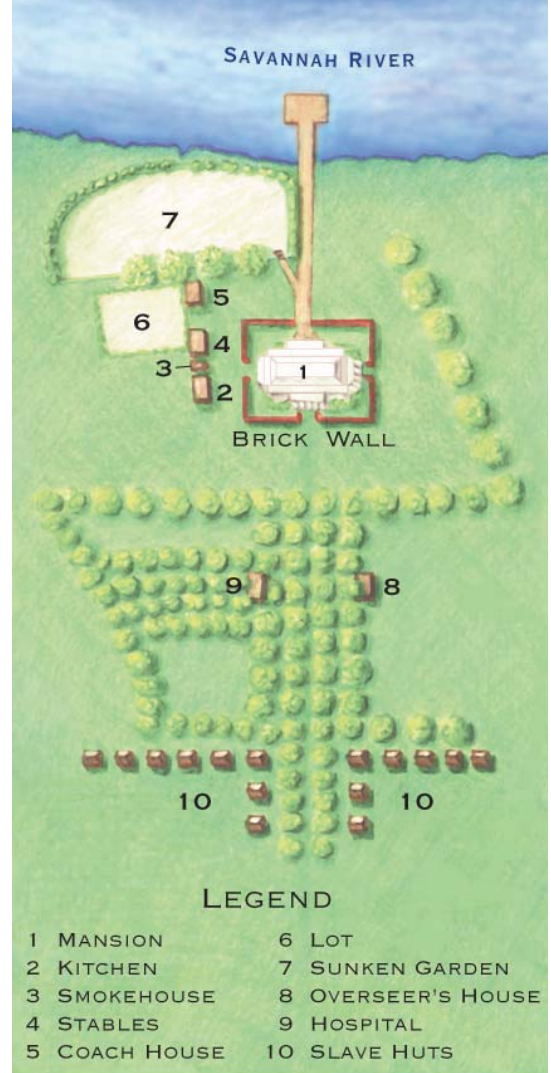 SAVANNAH RIVER
7
5
6
4
1
3
2
BRICK WALL
9
8
10
10
LEGEND
1 MANSION
2 KITCHEN
3 SMOKEHOUSE
4 STABLES
5 COACH HOUSE
6 LOT
7 SUNKEN GARDEN
8 OVERSEER'S HOUSE
9 HOSPITAL
10 SLAVE HUTS